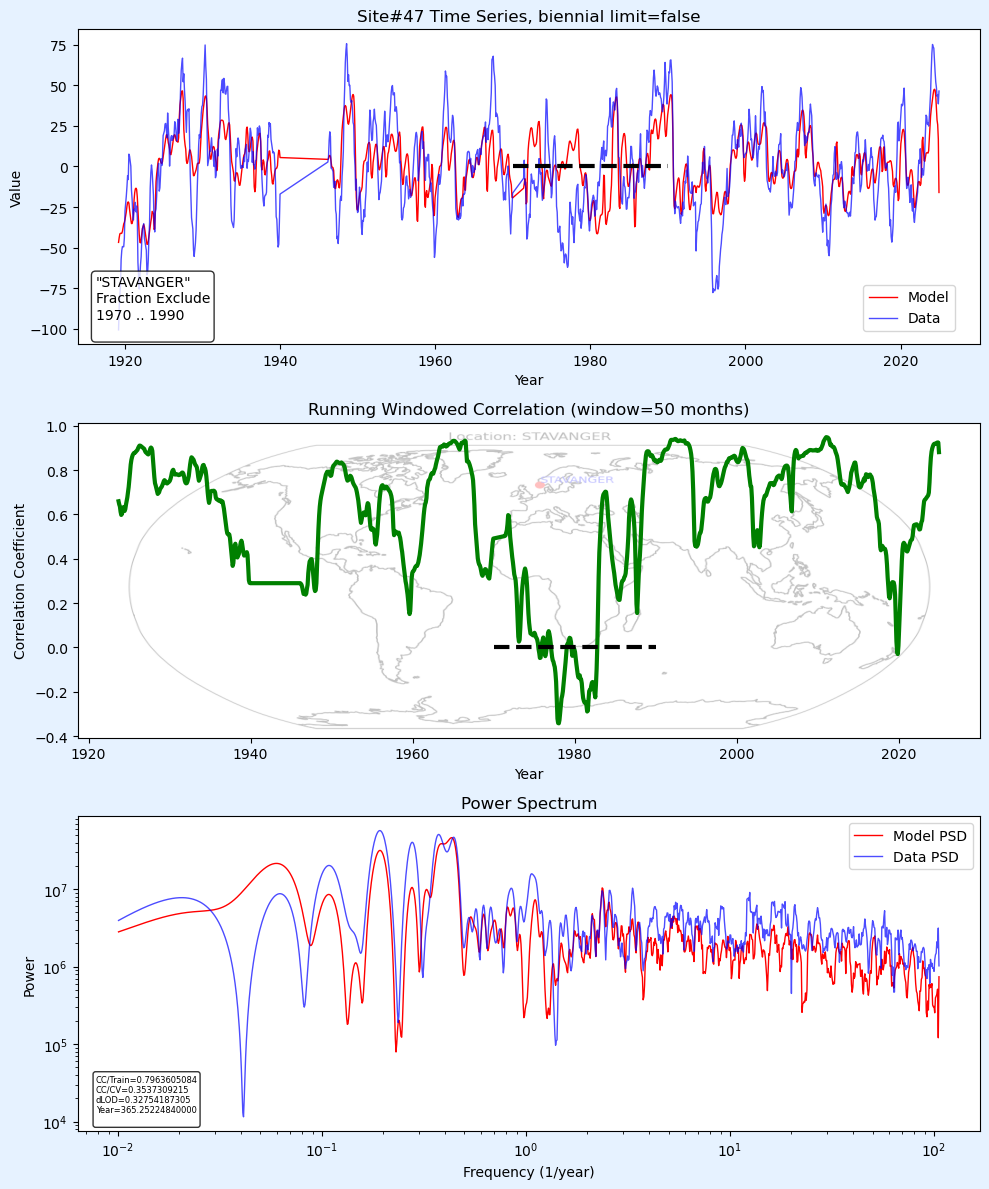 Site#47 Time Series, biennial limit=false
Value
75
50
25
0
−25
−50
−75
−100
"STAVANGER"
Fraction Exclude
1970 .. 1990
Model
Data
1920
1940
1960
1980
2000
2020
Year
Running Windowed Correlation (window=50 months)
Correlation Coefficient
1.0
0.8
0.6
0.4
0.2
0.0
−0.2
−0.4
Location: STAVANGER
STAVANGER
1920
1940
1960
1980
2000
2020
Year
Power Spectrum
Power
10^7
10^6
10^5
10^4
Model PSD
Data PSD
CC/Train=0.7963605084
CC/CV=0.3537309215
dLOD=0.32754187305
Year=365.25224840000
10^−2
10^−1
10^0
10^1
10^2
Frequency (1/year)